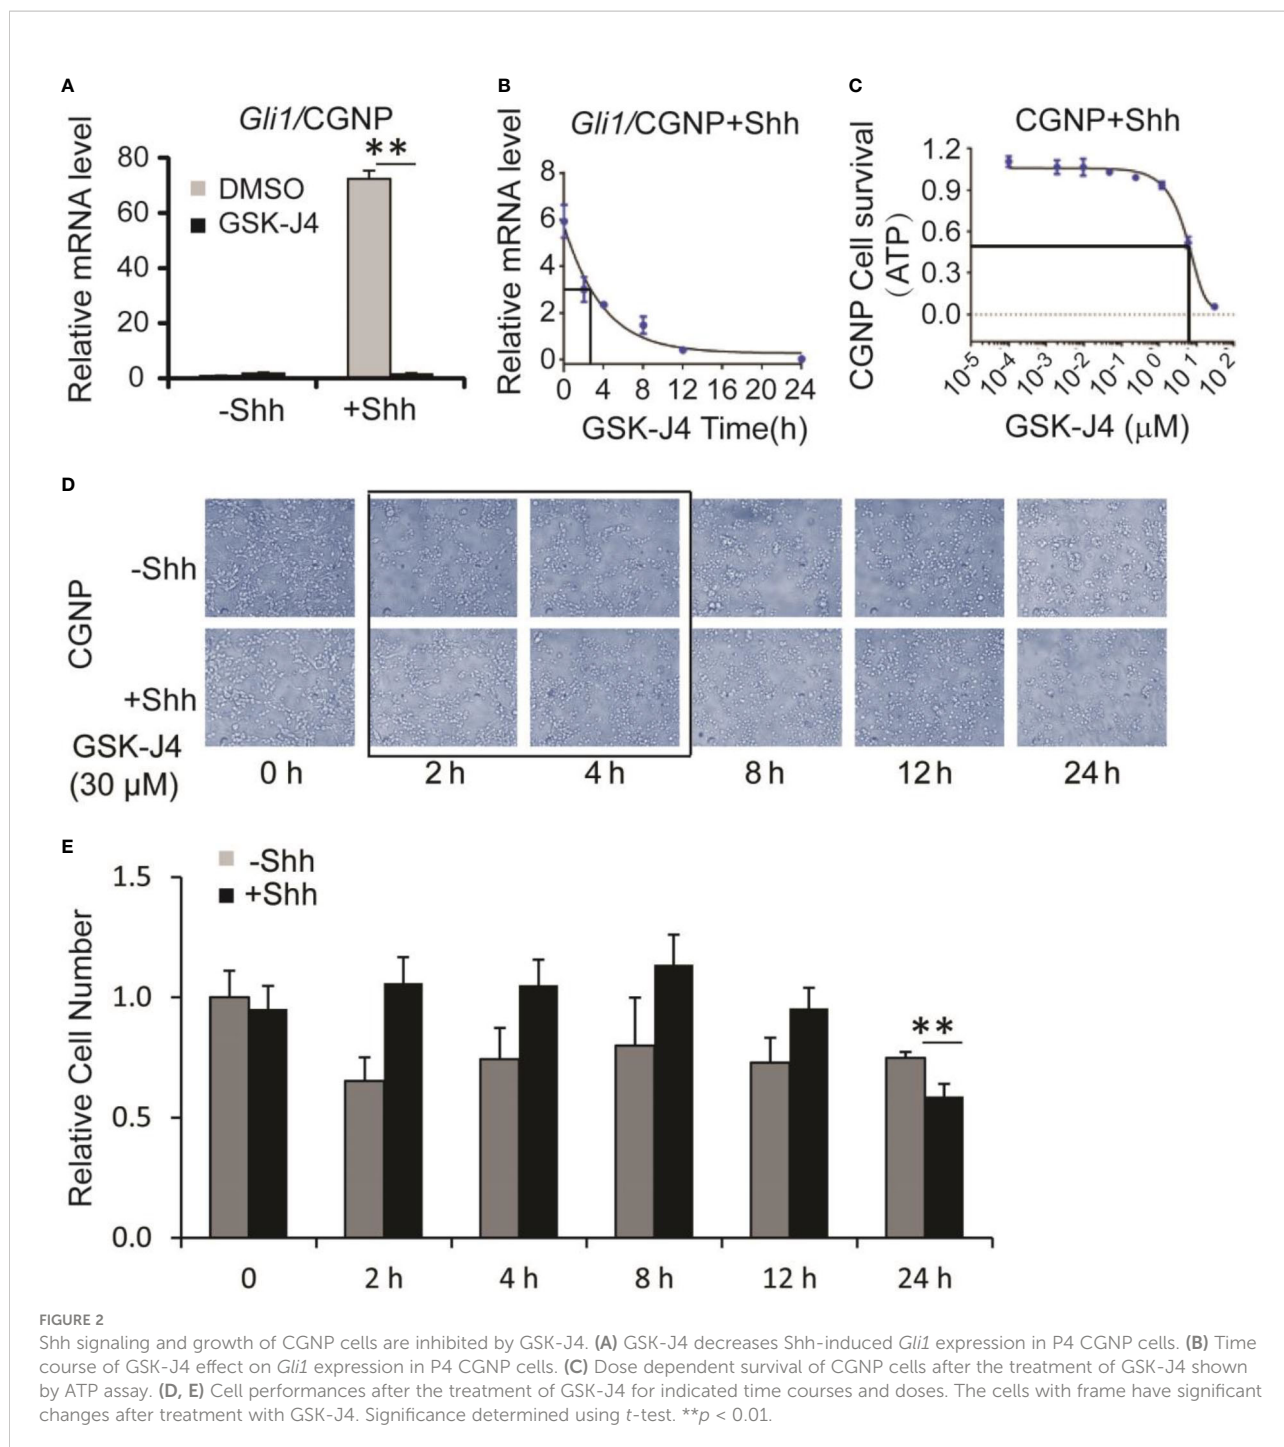 A
Gli1/CGNP
Relative mRNA level
80
60
40
20
0
DMSO
GSK-J4
**
-Shh
+Shh
B
Gli1/CGNP+Shh
Relative mRNA level
8
6
4
2
0
0 4 8 12 16 20 24
GSK-J4 Time(h)
C
CGNP+Shh
CGNP Cell survival
(ATP)
1.2
0.9
0.6
0.3
0.0
10-5 10-4 10-3 10-2 10-1 10 0 10 1 10 2
GSK-J4 (µM)
D
CGNP
-Shh
+Shh
GSK-J4
(30 µM)
0 h 2 h 4 h 8 h 12 h 24 h
E
-Shh
+Shh
Relative Cell Number
1.5
1.0
0.5
0.0
**
0 2 h 4 h 8 h 12 h 24 h
FIGURE 2
Shh signaling and growth of CGNP cells are inhibited by GSK-J4. (A) GSK-J4 decreases Shh-induced Gli1 expression in P4 CGNP cells. (B) Time
course of GSK-J4 effect on Gli1 expression in P4 CGNP cells. (C) Dose dependent survival of CGNP cells after the treatment of GSK-J4 shown
by ATP assay. (D, E) Cell performances after the treatment of GSK-J4 for indicated time courses and doses. The cells with frame have significant
changes after treatment with GSK-J4. Significance determined using t-test. **p < 0.01.